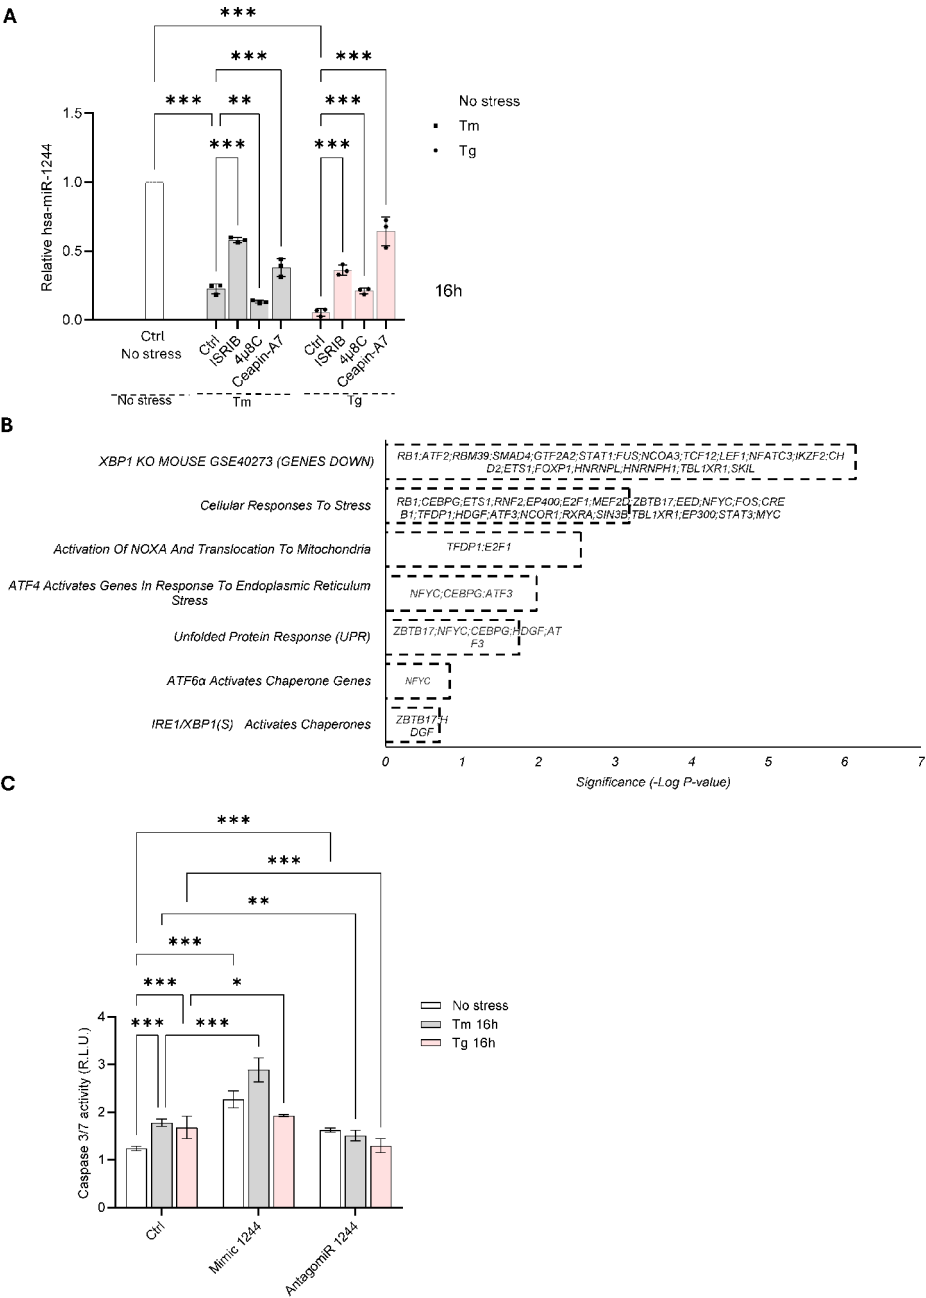 A
***
***
***
***
**
***
***
***
No stress
Tm
Tg
Relative hsa-miR-1244
1.5
1.0
0.5
0.0
16h
Ctrl
No stress
Ctrl
ISRIB
4μ8C
Ceapin-A7
Ctrl
ISRIB
4μ8C
Ceapin-A7
No stress
Tm
Tg
B
XBP1 KO MOUSE GSE40273 (GENES DOWN)
RB1;ATF2;RBM39;SMAD4;GTF2A2;STAT1;FUS;NCOA3;TCF12;LEF1;NFATC3;IKZF2;CH
D2;ETS1;FOXP1;HNRNPL;HNRNPH1;TBL1XR1;SKIL
Cellular Responses To Stress
RB1;CEBPG;ETS1;RNF2;EP400;E2F1;MEF2D;ZBTB17;EED;NFYC;FOS;CRE
B1;TFDP1;HDGF;ATF3;NCOR1;RXRA;SIN3B;TBL1XR1;EP300;STAT3;MYC
Activation Of NOXA And Translocation To Mitochondria
TFDP1;E2F1
ATF4 Activates Genes In Response To Endoplasmic Reticulum
Stress
NFYC;CEBPG;ATF3
Unfolded Protein Response (UPR)
ZBTB17;NFYC;CEBPG;HDGF;AT
F3
ATF6α Activates Chaperone Genes
NFYC
IRE1/XBP1(S) Activates Chaperones
ZBTB17;H
DGF
0 1 2 3 4 5 6 7
Significance (-Log P-value)
C
***
***
**
***
***
*
***
***
No stress
Tm 16h
Tg 16h
Caspase 3/7 activity (R.L.U.)
4
3
2
1
0
Ctrl
Mimic 1244
AntagomiR 1244